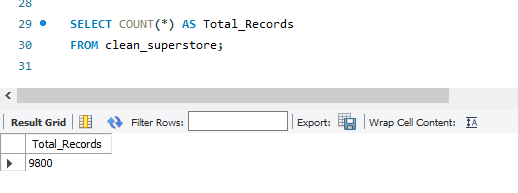 28
29 SELECT COUNT(*) AS Total_Records
30 FROM clean_superstore;
31
Result Grid Filter Rows: Export: Wrap Cell Content:
Total_Records
9800